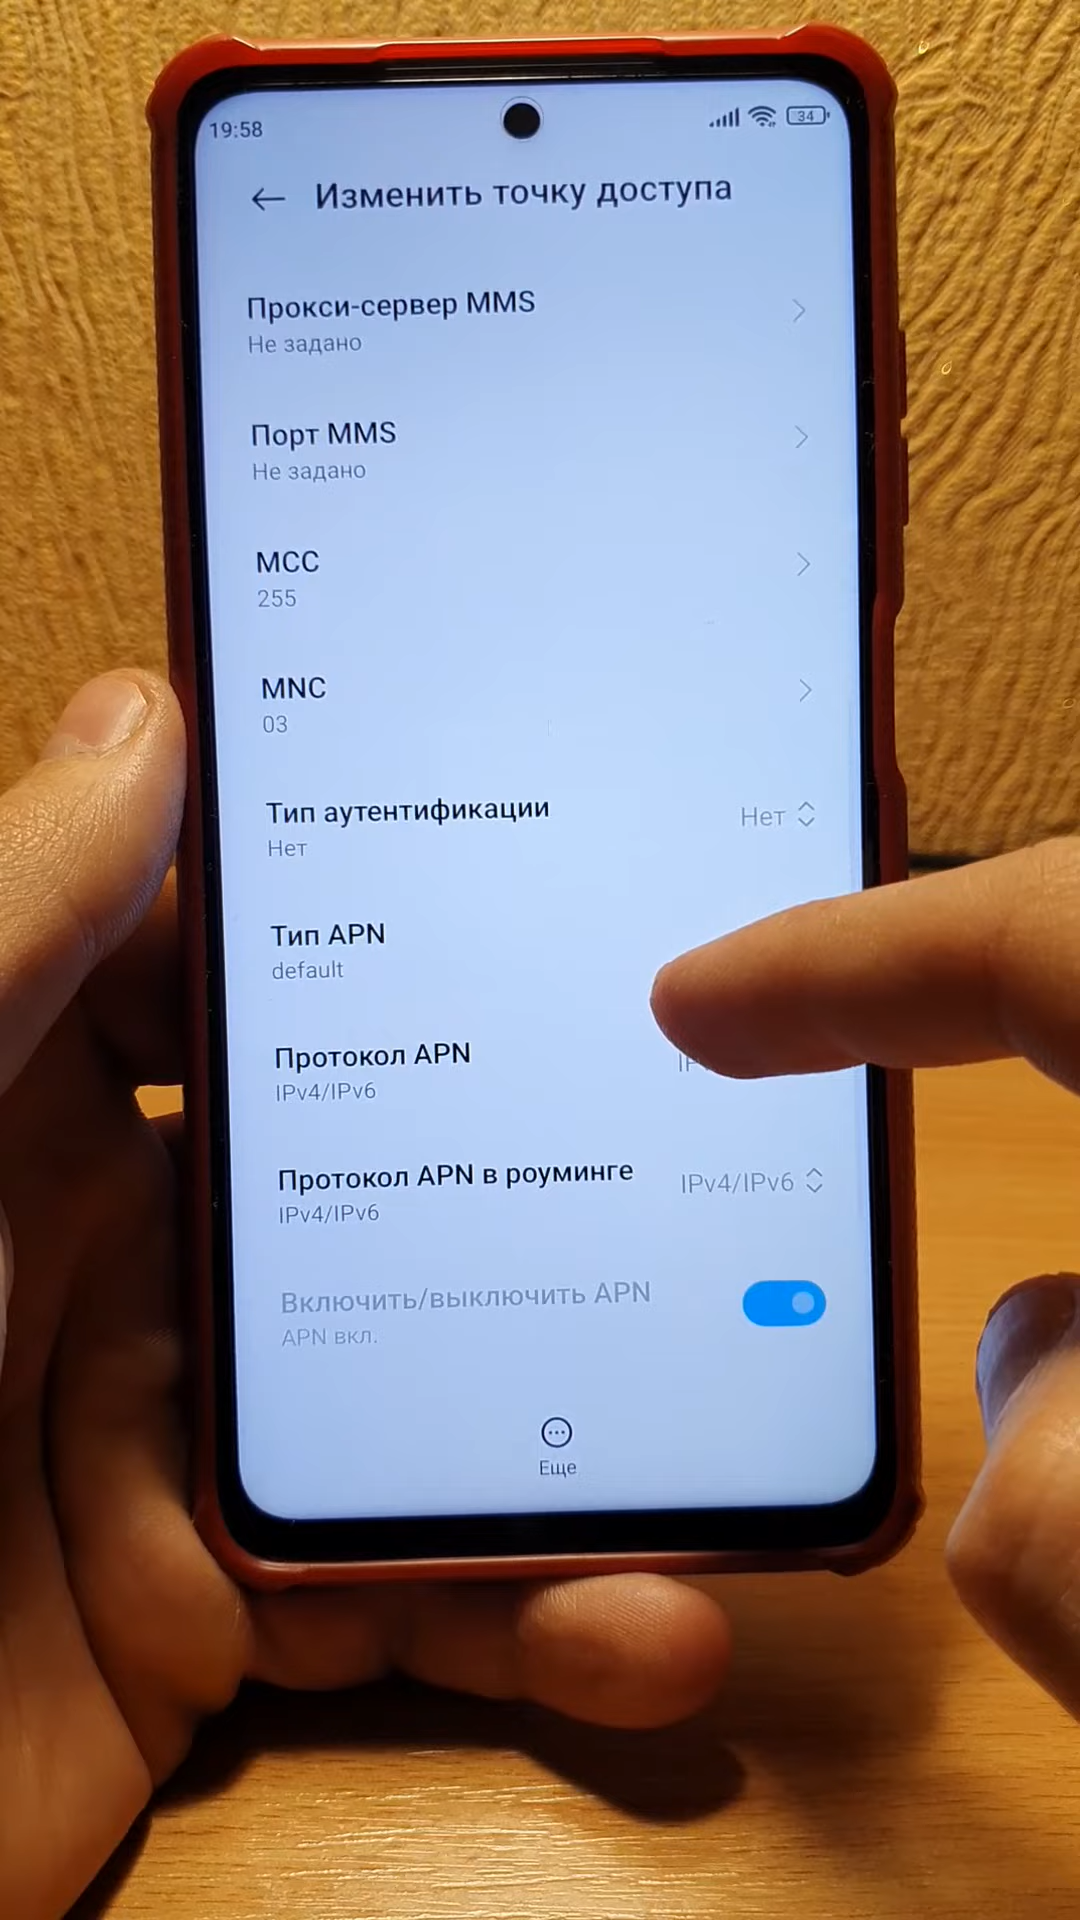 19:58
34
Изменить точку доступа
Прокси-сервер MMS
Не задано
Порт MMS
Не задано
MCC
255
MNC
03
Тип аутентификации
Нет
Нет
Тип APN
default
Протокол APN
IPv4/IPv6
Протокол APN в роуминге
IPv4/IPv6
IPv4/IPv6
Включить/выключить APN
APN вкл.
Еще